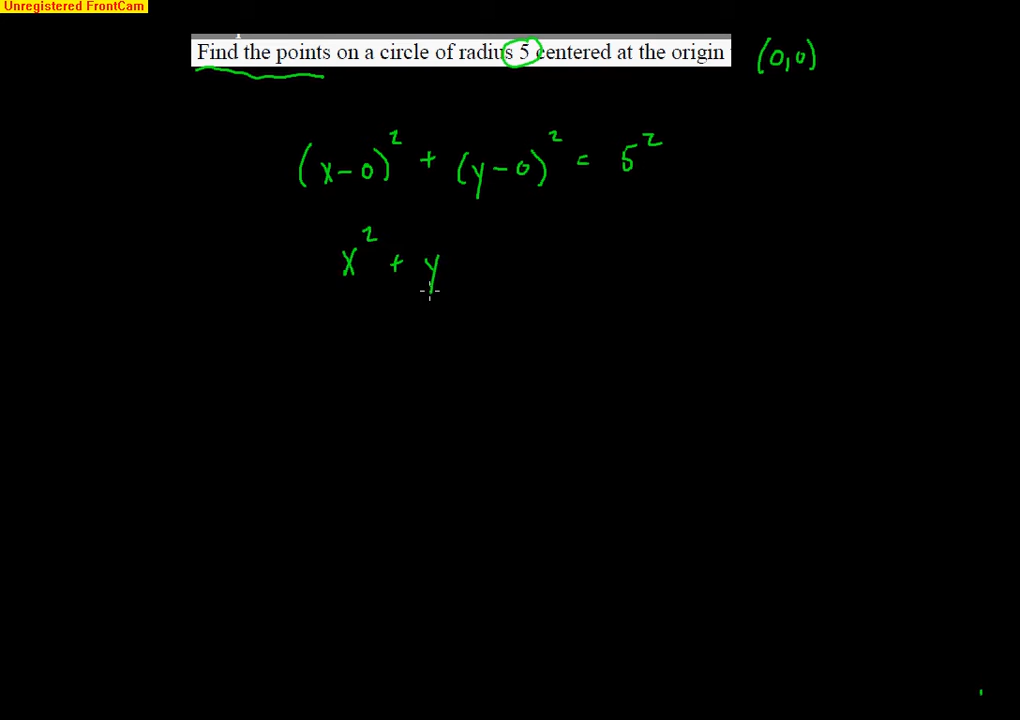 Unregistered FrontCam
Find the points on a circle of radius 5 centered at the origin (0,0)
(x-0)² + (y-0)² = 5²
x² + y